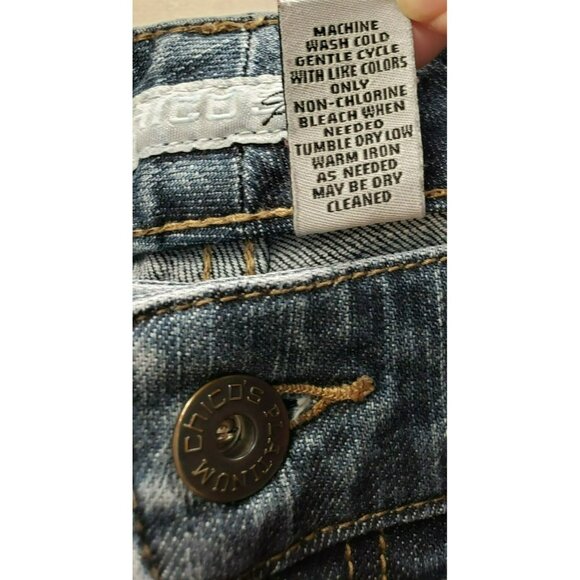 MACHINE
WASH COLD
GENTLE CYCLE
WITH LIKE COLORS
ONLY
NON-CHLORINE
BLEACH WHEN
NEEDED
TUMBLE DRY LOW
WARM IRON
AS NEEDED
MAY BE DRY
CLEANED
CHICO'S PLATINUM